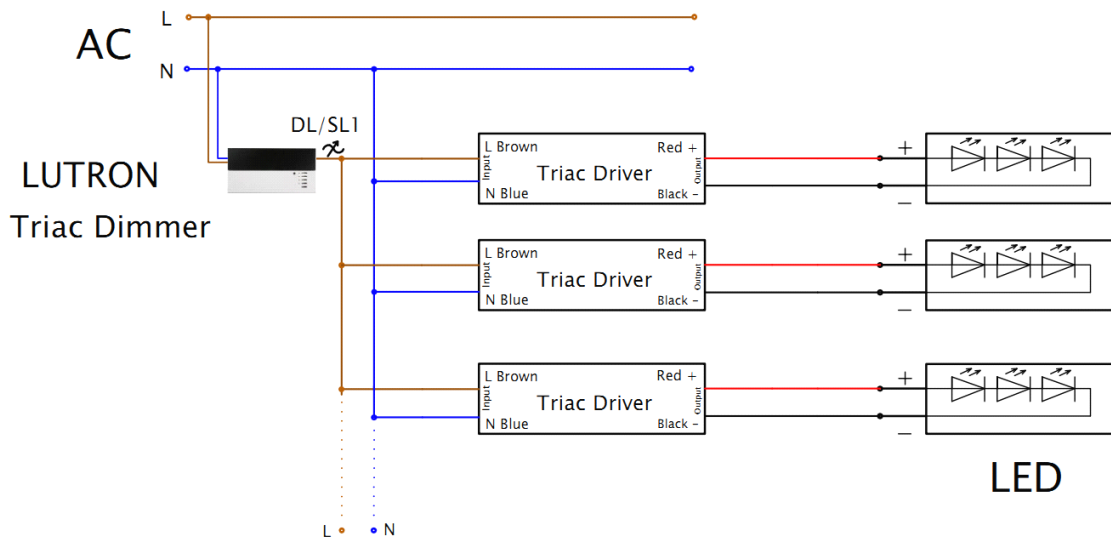 L
AC
N
DL/SL1
LUTRON
Triac Dimmer
L Brown
Red +
Input
Triac Driver
Output
N Blue
Black -
+
−
L Brown
Red +
Input
Triac Driver
Output
N Blue
Black -
+
−
L Brown
Red +
Input
Triac Driver
Output
N Blue
Black -
+
−
LED
L
N